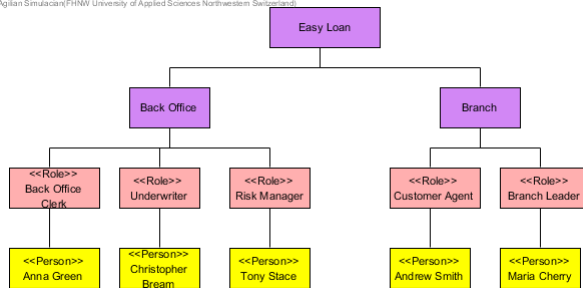 Agilian Simulacian(FHNW University of Applied Sciences Northwestern Switzerland)
Easy Loan
Back Office
Branch
<<Role>>
Back Office
Clerk
<<Role>>
Underwriter
<<Role>>
Risk Manager
<<Role>>
Customer Agent
<<Role>>
Branch Leader
<<Person>>
Anna Green
<<Person>>
Christopher
Bream
<<Person>>
Tony Stace
<<Person>>
Andrew Smith
<<Person>>
Maria Cherry